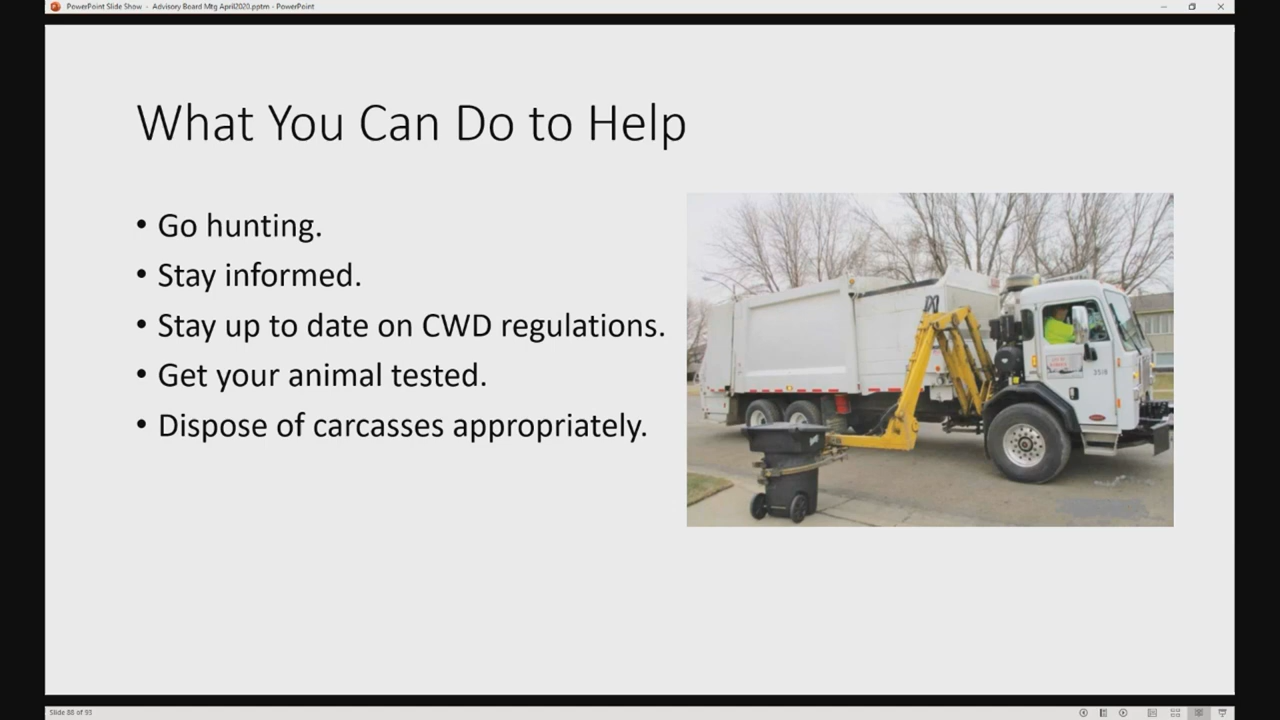 PowerPoint Slide Show - Advisory Board Mtg April2020.pptm - PowerPoint
What You Can Do to Help
• Go hunting.
• Stay informed.
• Stay up to date on CWD regulations.
• Get your animal tested.
• Dispose of carcasses appropriately.
3518
Slide 88 of 93